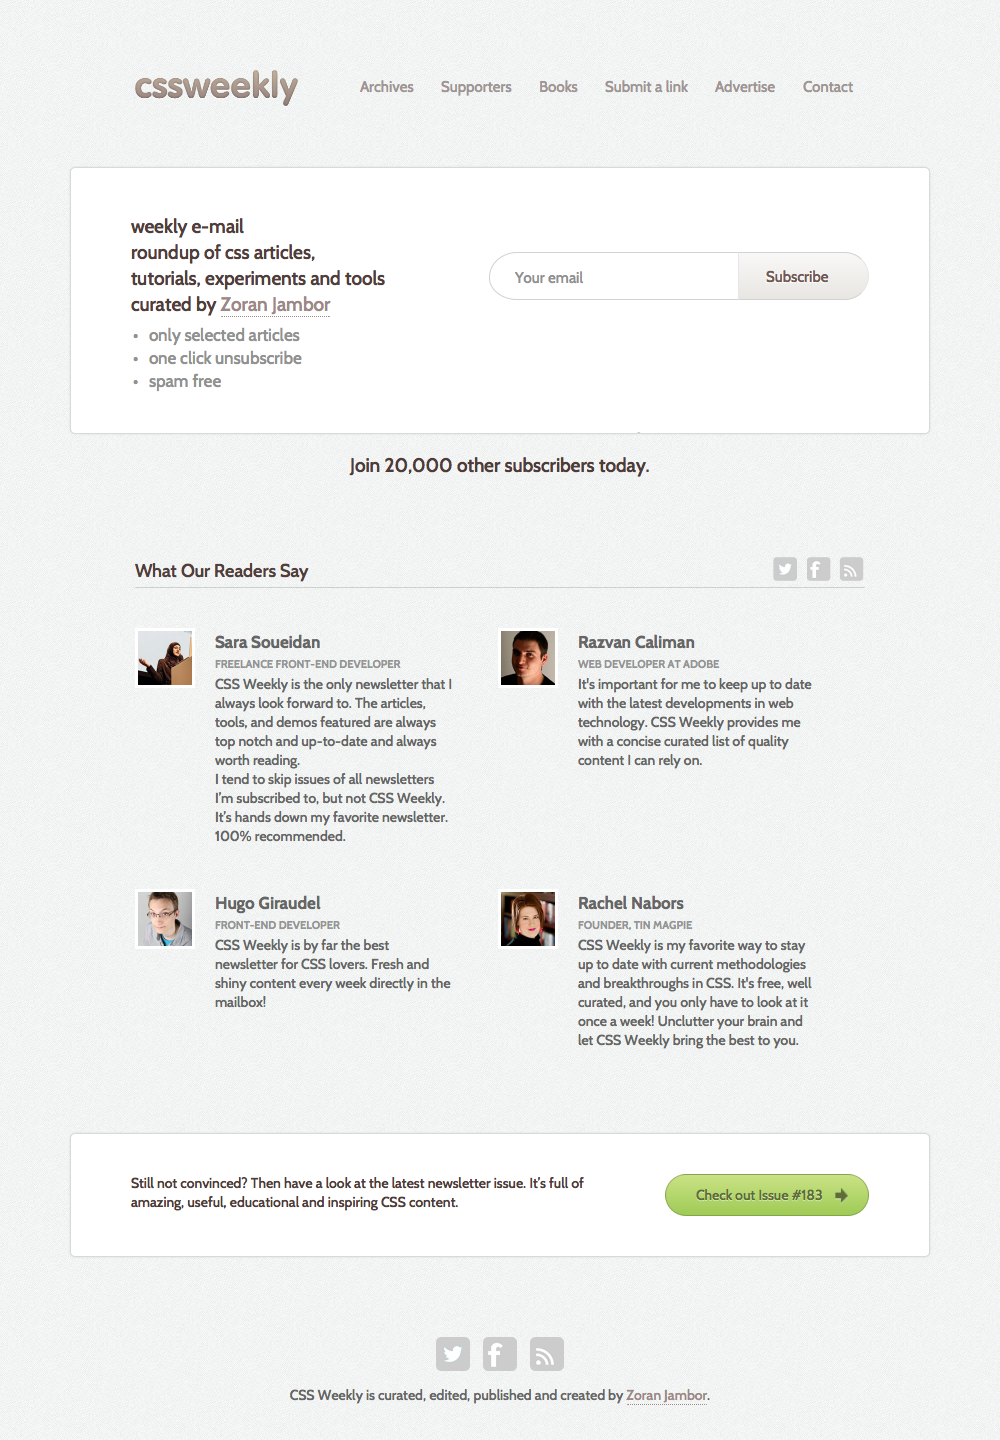 cssweekly
Archives Supporters Books Submit a link Advertise Contact
weekly e-mail
roundup of css articles,
tutorials, experiments and tools
curated by Zoran Jambor
• only selected articles
• one click unsubscribe
• spam free
Your email Subscribe
Join 20,000 other subscribers today.
What Our Readers Say
Sara Soueidan
FREELANCE FRONT-END DEVELOPER
CSS Weekly is the only newsletter that I
always look forward to. The articles,
tools, and demos featured are always
top notch and up-to-date and always
worth reading.
I tend to skip issues of all newsletters
I’m subscribed to, but not CSS Weekly.
It’s hands down my favorite newsletter.
100% recommended.
Razvan Caliman
WEB DEVELOPER AT ADOBE
It's important for me to keep up to date
with the latest developments in web
technology. CSS Weekly provides me
with a concise curated list of quality
content I can rely on.
Hugo Giraudel
FRONT-END DEVELOPER
CSS Weekly is by far the best
newsletter for CSS lovers. Fresh and
shiny content every week directly in the
mailbox!
Rachel Nabors
FOUNDER, TIN MAGPIE
CSS Weekly is my favorite way to stay
up to date with current methodologies
and breakthroughs in CSS. It's free, well
curated, and you only have to look at it
once a week! Unclutter your brain and
let CSS Weekly bring the best to you.
Still not convinced? Then have a look at the latest newsletter issue. It’s full of
amazing, useful, educational and inspiring CSS content.
Check out Issue #183
CSS Weekly is curated, edited, published and created by Zoran Jambor.